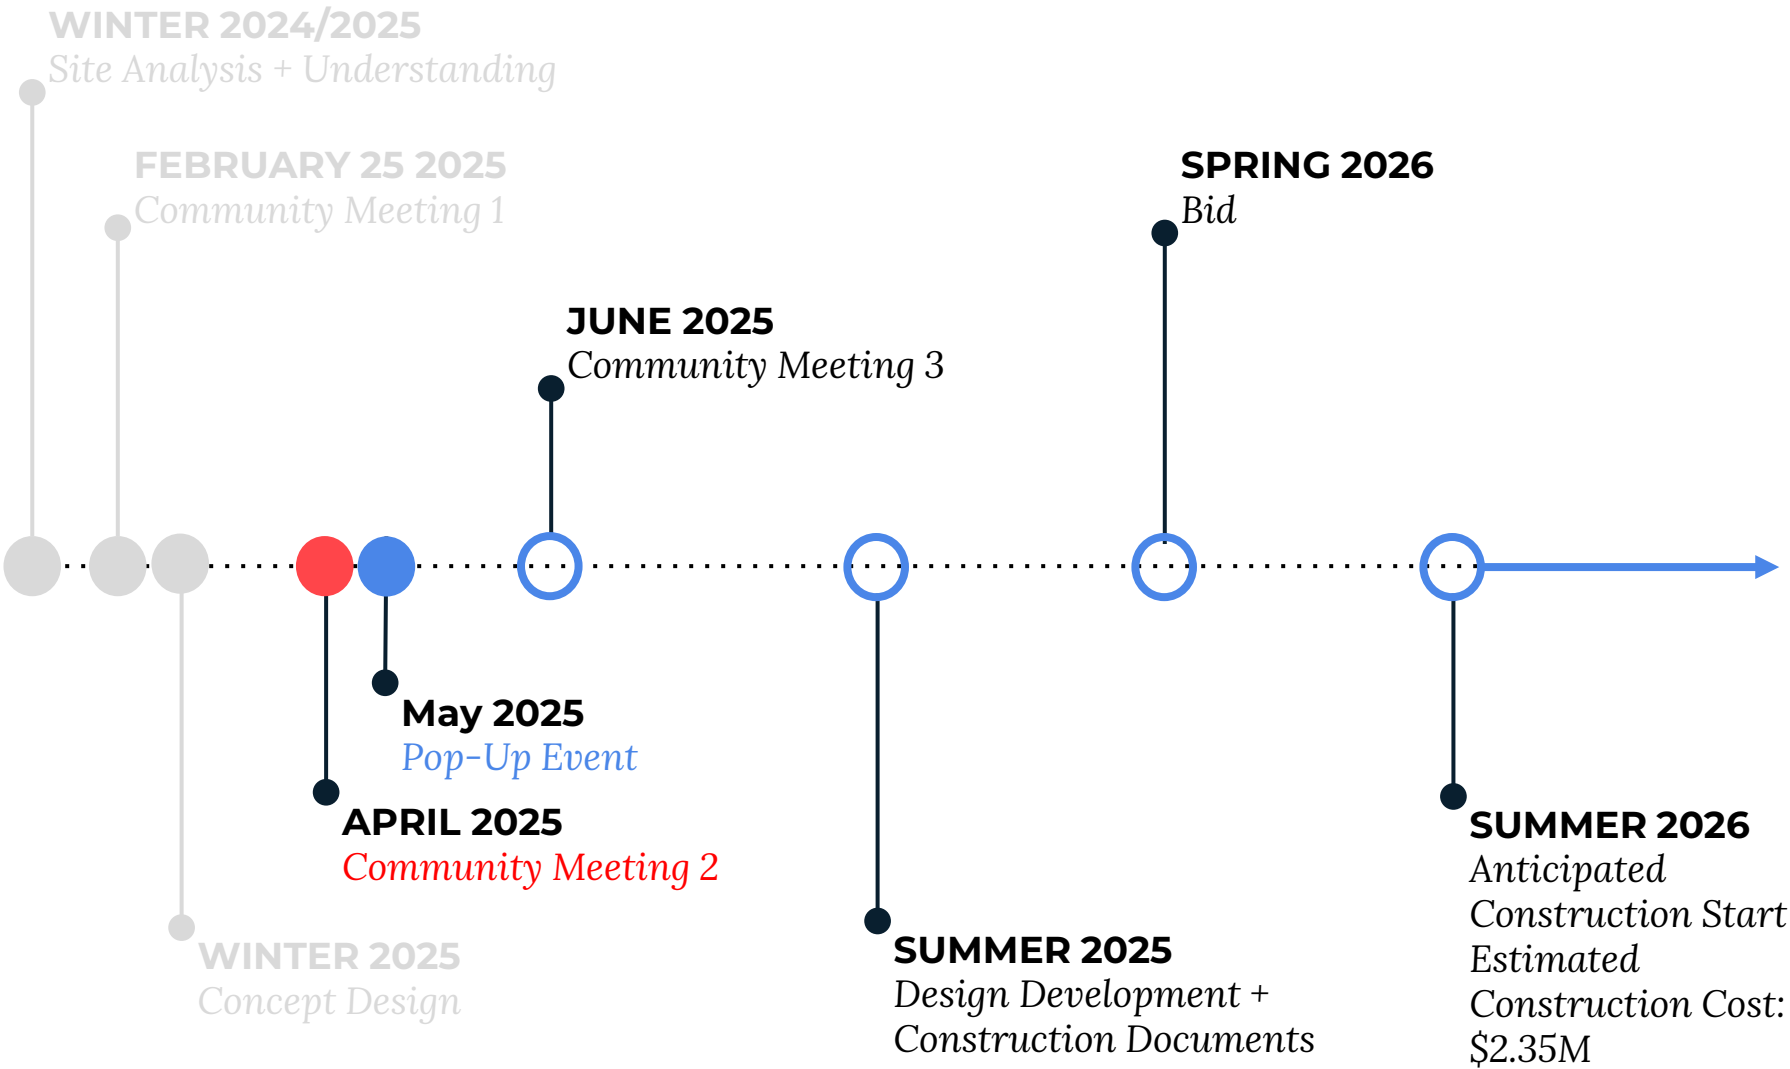 WINTER 2024/2025
Site Analysis + Understanding
FEBRUARY 25 2025
Community Meeting 1
SPRING 2026
Bid
JUNE 2025
Community Meeting 3
May 2025
Pop-Up Event
APRIL 2025
Community Meeting 2
WINTER 2025
Concept Design
SUMMER 2025
Design Development +
Construction Documents
SUMMER 2026
Anticipated
Construction Start
Estimated
Construction Cost:
$2.35M